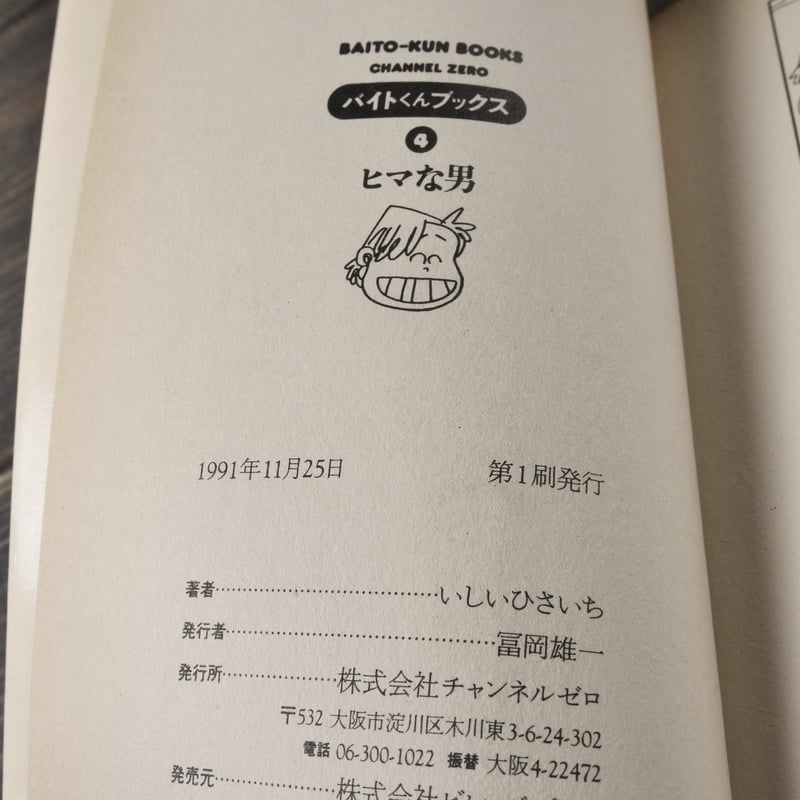 BAITO-KUN BOOKS
CHANNEL ZERO
バイトくんブックス
4
ヒマな男
1991年11月25日 第1刷発行
著者……………………………いしいひさいち
発行者…………………………………冨岡雄一
発行所………………株式会社チャンネルゼロ
〒532 大阪市淀川区木川東3-6-24-302
電話 06-300-1022 振替 大阪4-22472
発売元………………株式会社